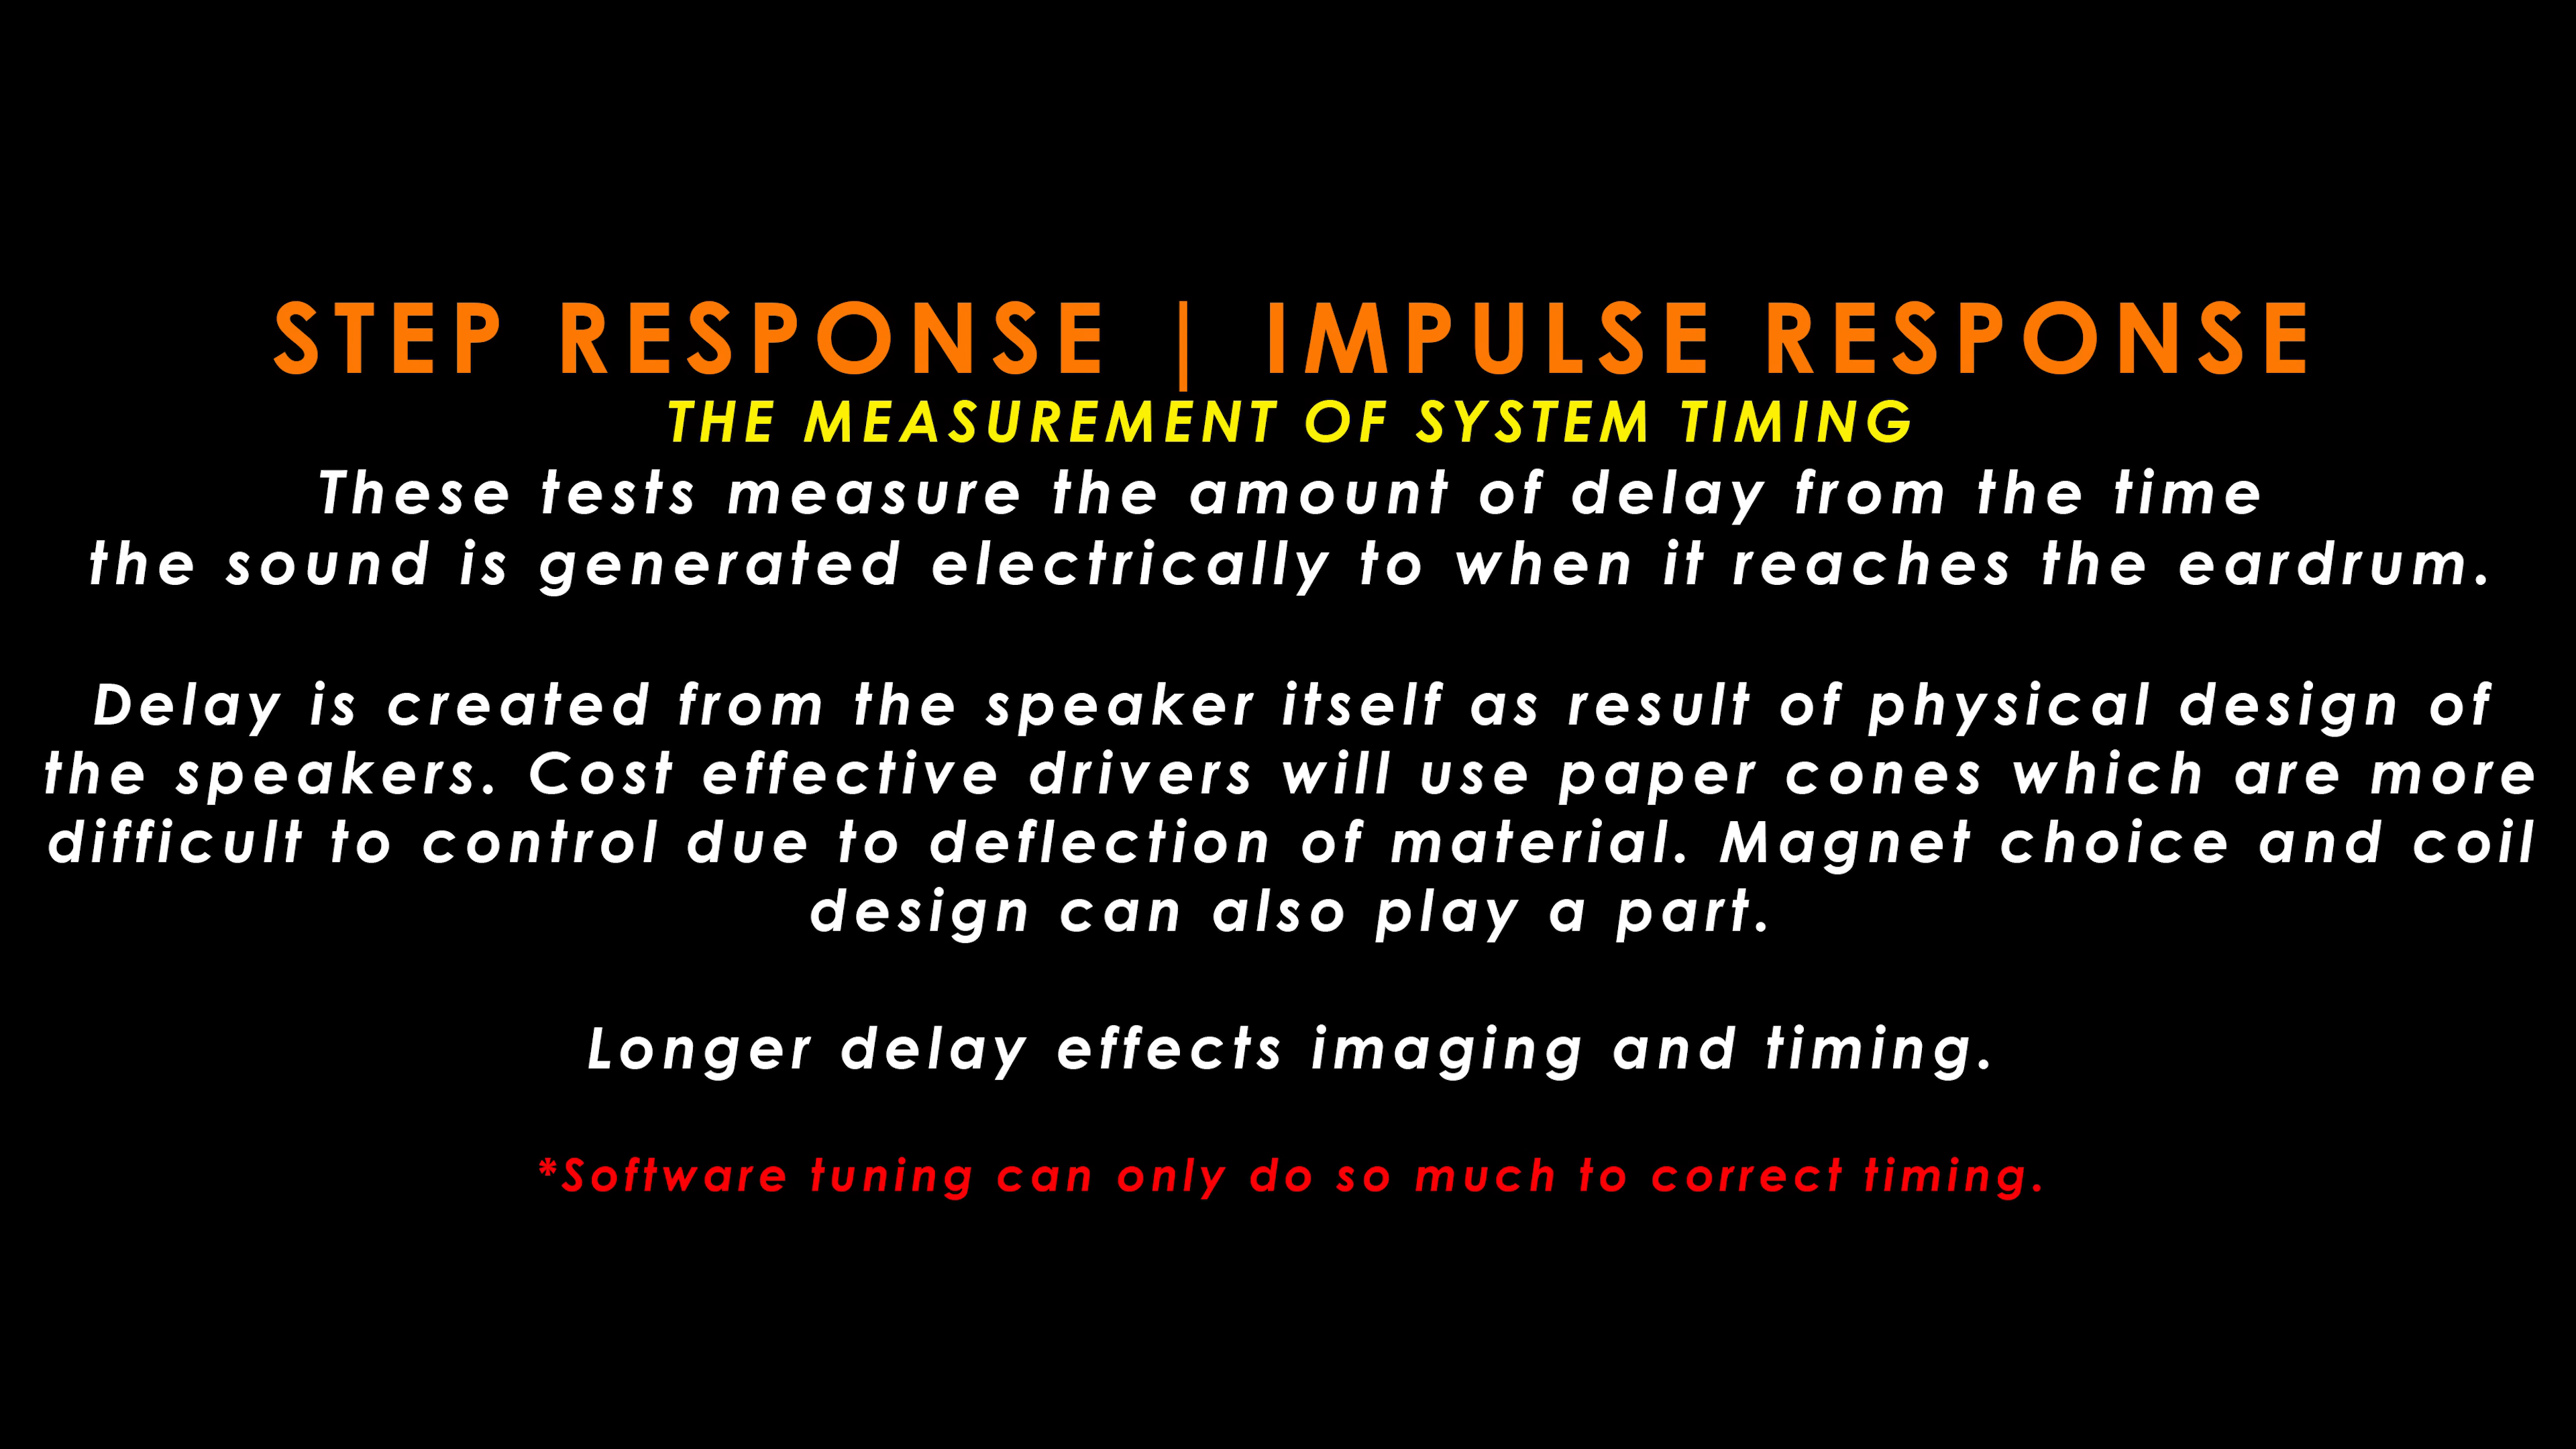 STEP RESPONSE | IMPULSE RESPONSE
THE MEASUREMENT OF SYSTEM TIMING
These tests measure the amount of delay from the time
the sound is generated electrically to when it reaches the eardrum.
Delay is created from the speaker itself as result of physical design of
the speakers. Cost effective drivers will use paper cones which are more
difficult to control due to deflection of material. Magnet choice and coil
design can also play a part.
Longer delay effects imaging and timing.
*Software tuning can only do so much to correct timing.